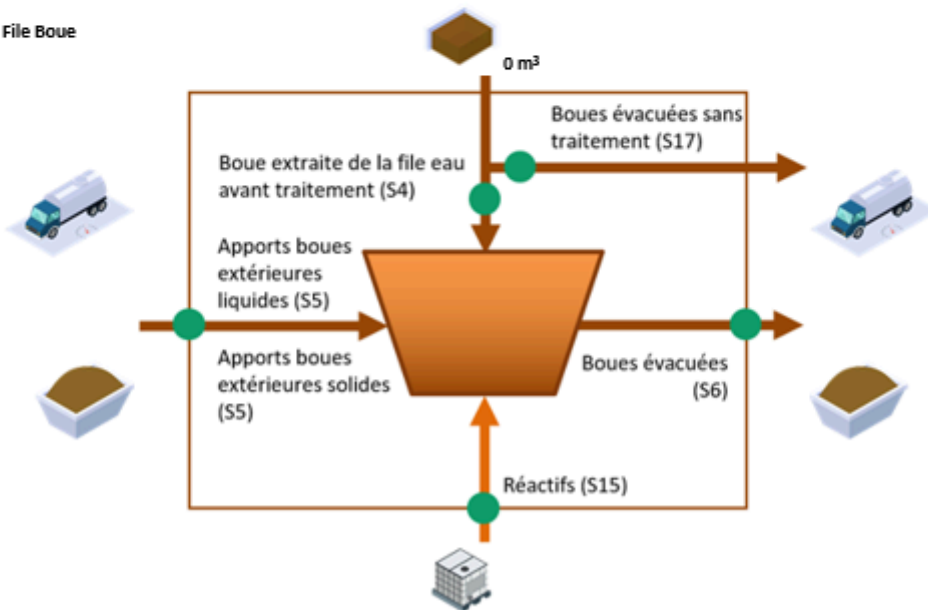 File Boue
0 m³
Boues évacuées sans
traitement (S17)
Boue extraite de la file eau
avant traitement (S4)
Apports boues
extérieures
liquides (S5)
Apports boues
extérieures solides
(S5)
Boues évacuées
(S6)
Réactifs (S15)